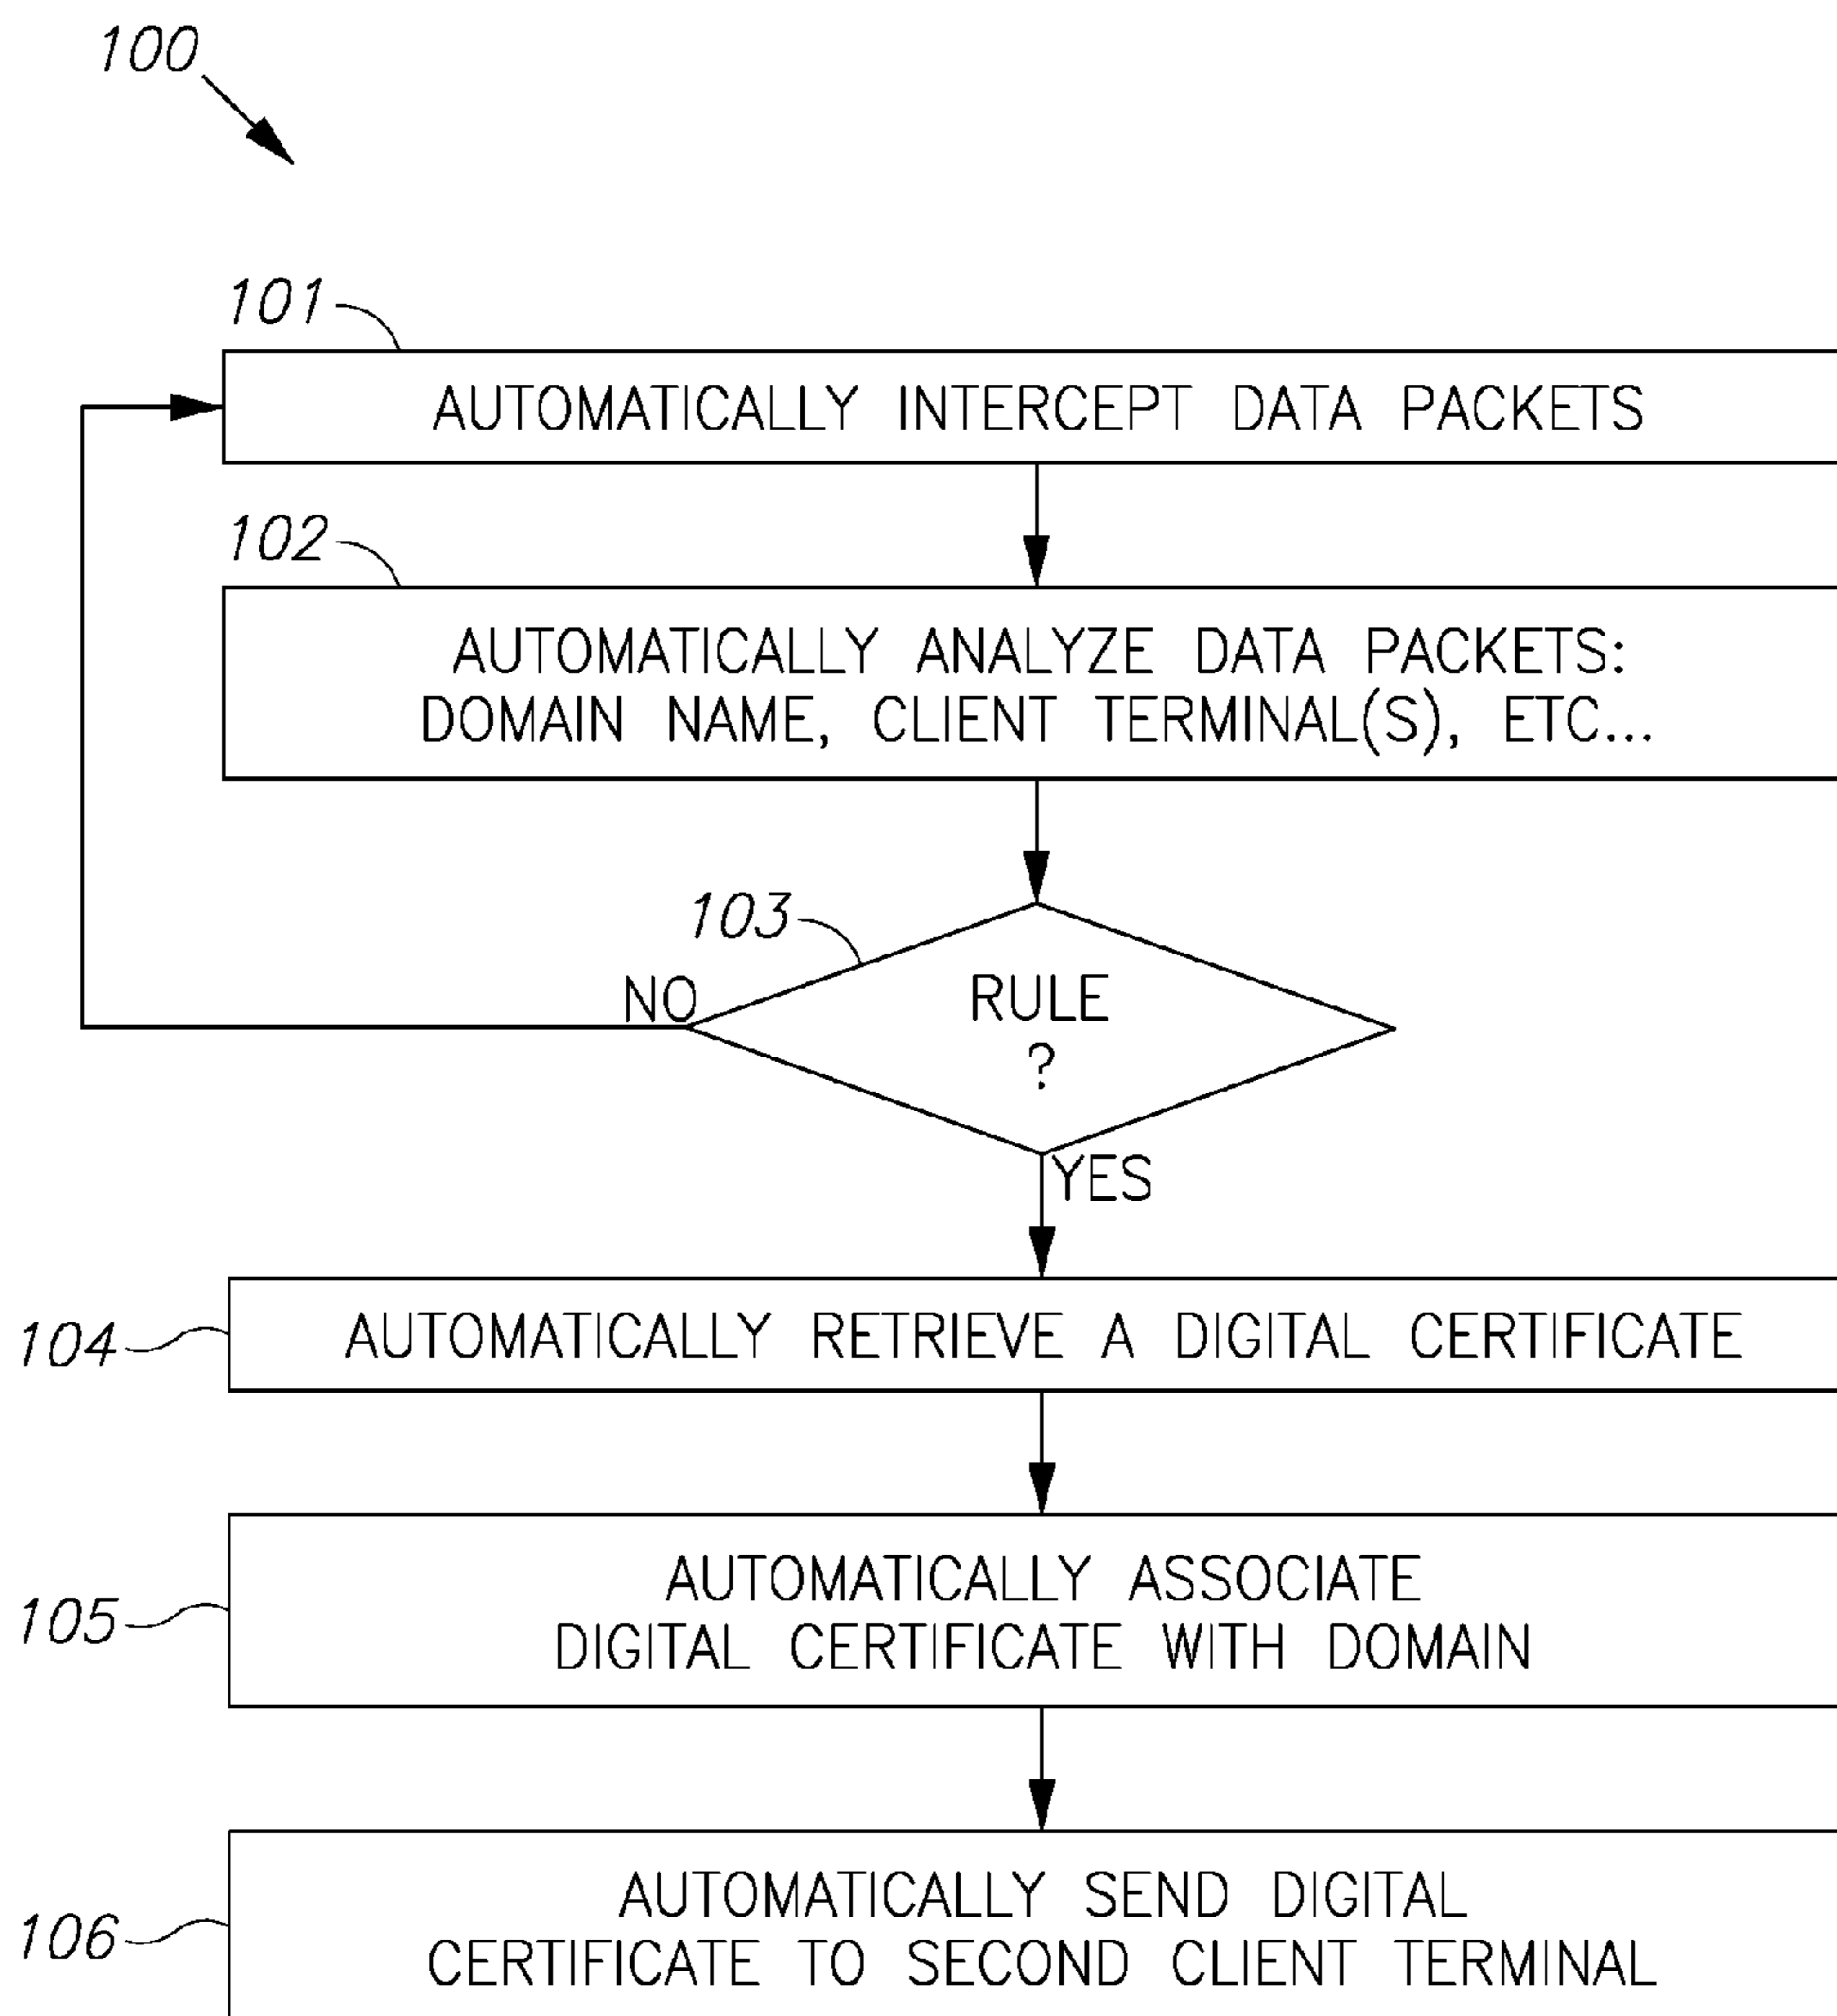 100
101
AUTOMATICALLY INTERCEPT DATA PACKETS
102
AUTOMATICALLY ANALYZE DATA PACKETS:
DOMAIN NAME, CLIENT TERMINAL(S), ETC...
103
NO
RULE
?
YES
104
AUTOMATICALLY RETRIEVE A DIGITAL CERTIFICATE
105
AUTOMATICALLY ASSOCIATE
DIGITAL CERTIFICATE WITH DOMAIN
106
AUTOMATICALLY SEND DIGITAL
CERTIFICATE TO SECOND CLIENT TERMINAL